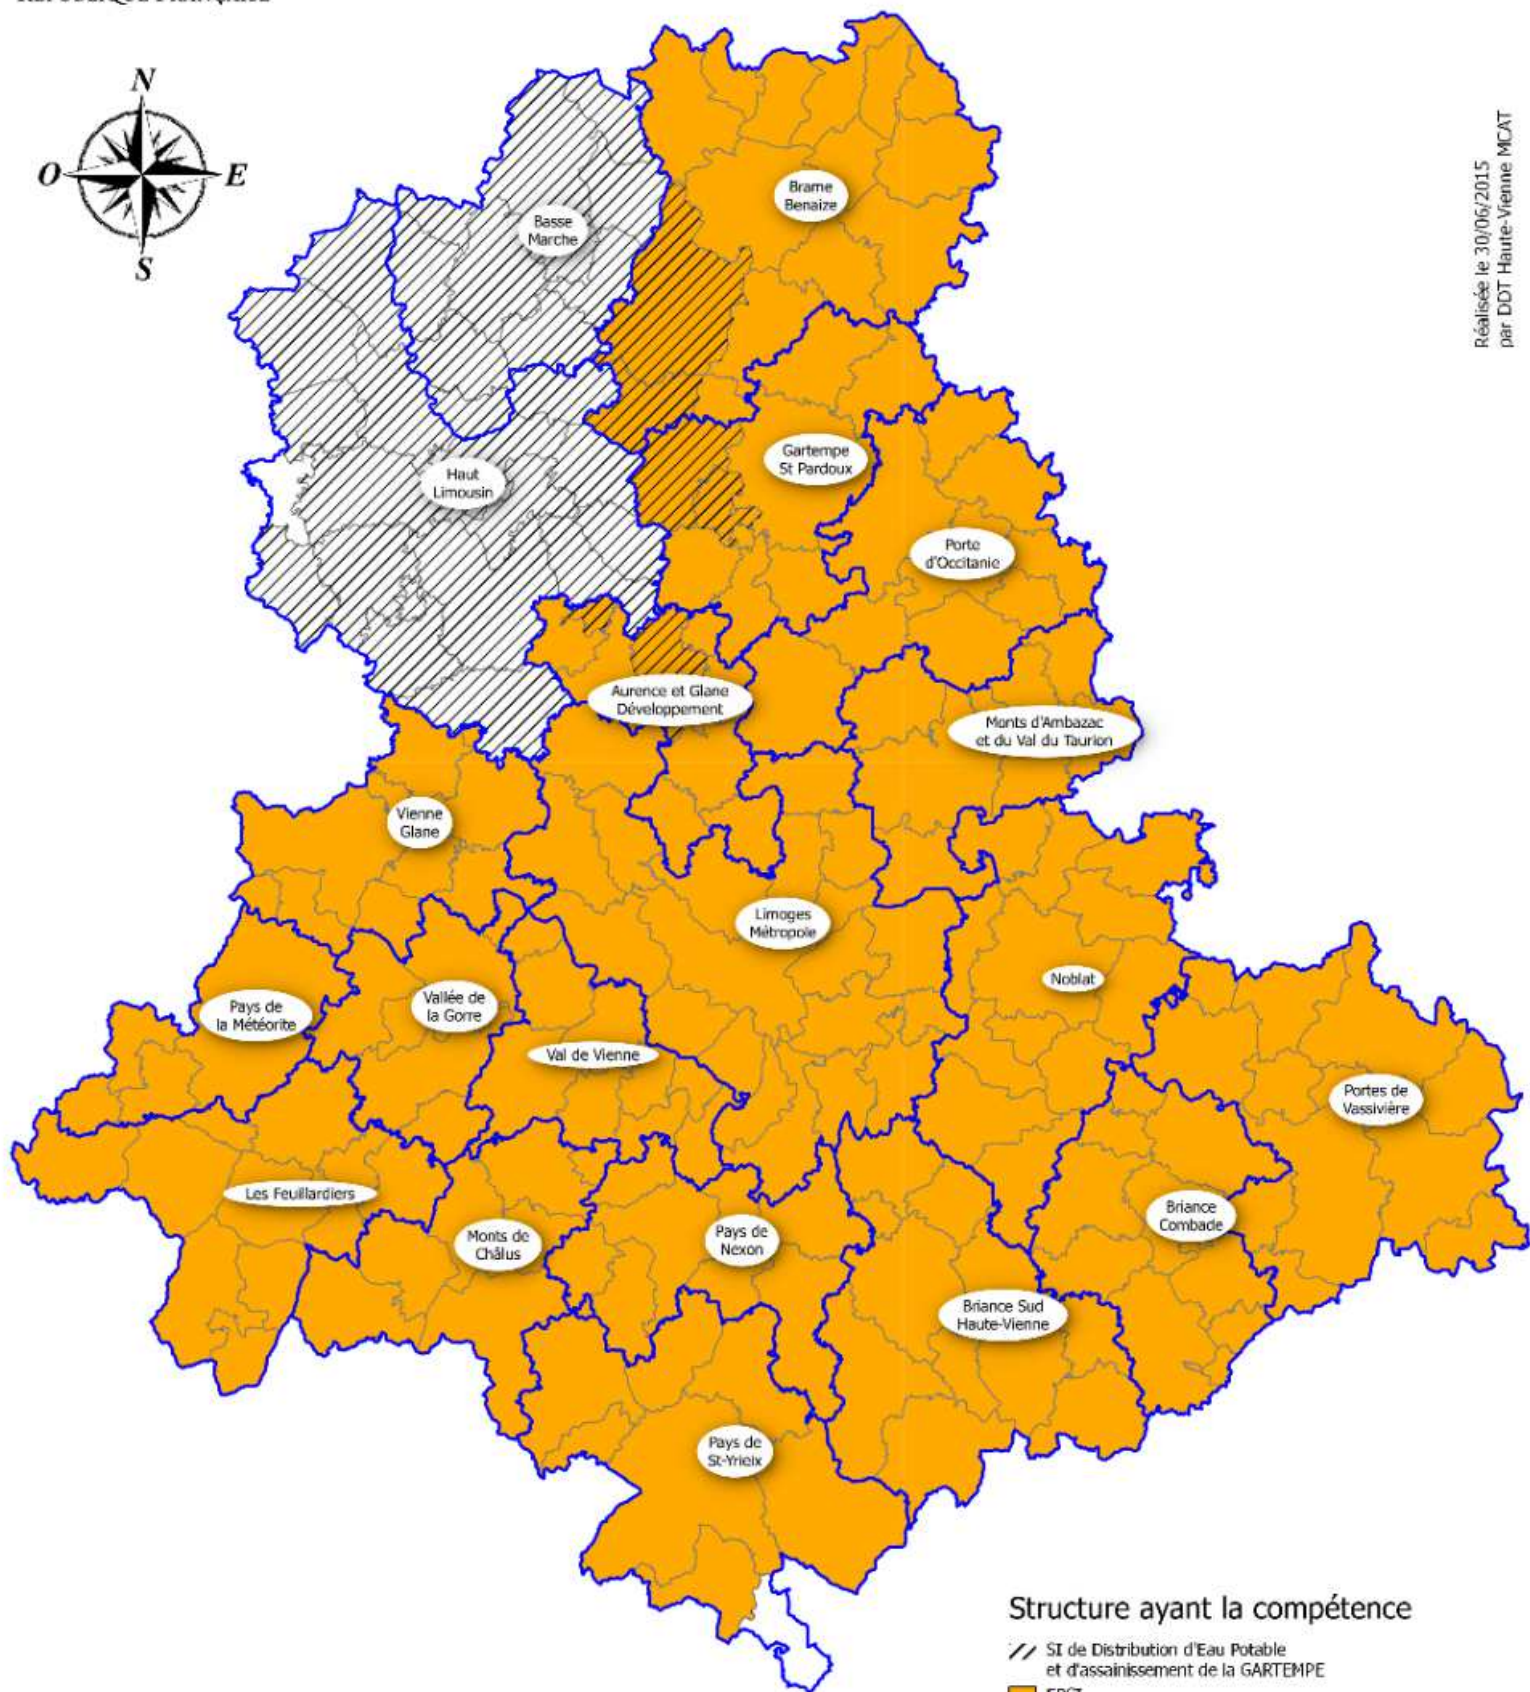 N
O
E
S
Réalisée le 30/06/2015
par DDT Haute-Vienne MCAT
Brame
Benaize
Basse
Marche
Gartempe
St Pardoux
Haut
Limousin
Porte
d'Occitanie
Aurence et Glane
Développement
Monts d'Ambazac
et du Val du Taurion
Vienne
Glane
Limoges
Métropole
Noblat
Pays de
la Météorite
Vallée de
la Gorre
Val de Vienne
Portes de
Vassivière
Les Feuillardiers
Monts de
Châlus
Pays de
Nexon
Briance
Combade
Briance Sud
Haute-Vienne
Pays de
St-Yrieix
Structure ayant la compétence
SI de Distribution d'Eau Potable
et d'assainissement de la GARTEMPE